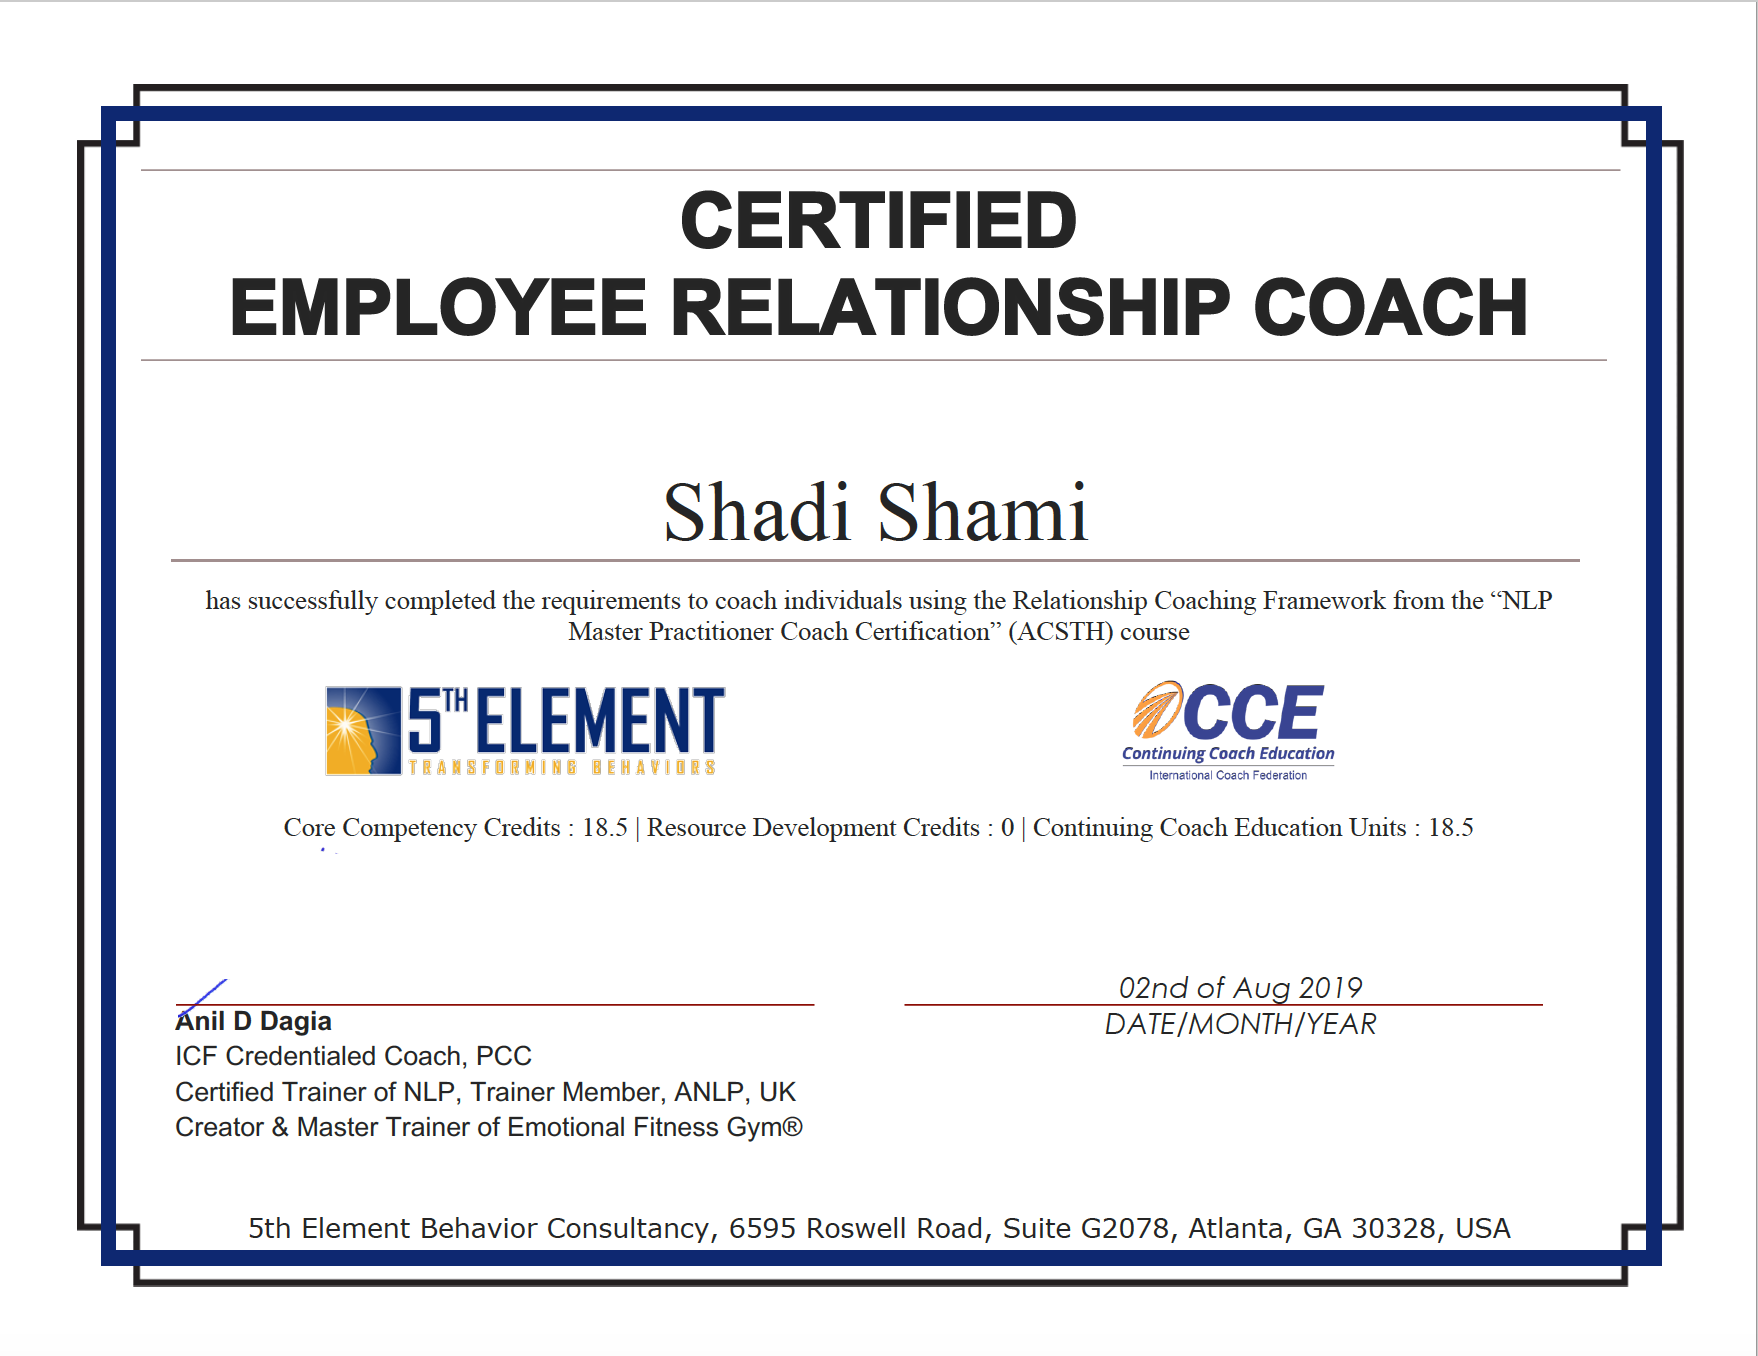 CERTIFIED
EMPLOYEE RELATIONSHIP COACH
Shadi Shami
has successfully completed the requirements to coach individuals using the Relationship Coaching Framework from the “NLP
Master Practitioner Coach Certification” (ACSTH) course
5TH ELEMENT
TRANSFORMING BEHAVIORS
CCE
Continuing Coach Education
International Coach Federation
Core Competency Credits : 18.5 | Resource Development Credits : 0 | Continuing Coach Education Units : 18.5
02nd of Aug 2019
DATE/MONTH/YEAR
Anil D Dagia
ICF Credentialed Coach, PCC
Certified Trainer of NLP, Trainer Member, ANLP, UK
Creator & Master Trainer of Emotional Fitness Gym®
5th Element Behavior Consultancy, 6595 Roswell Road, Suite G2078, Atlanta, GA 30328, USA